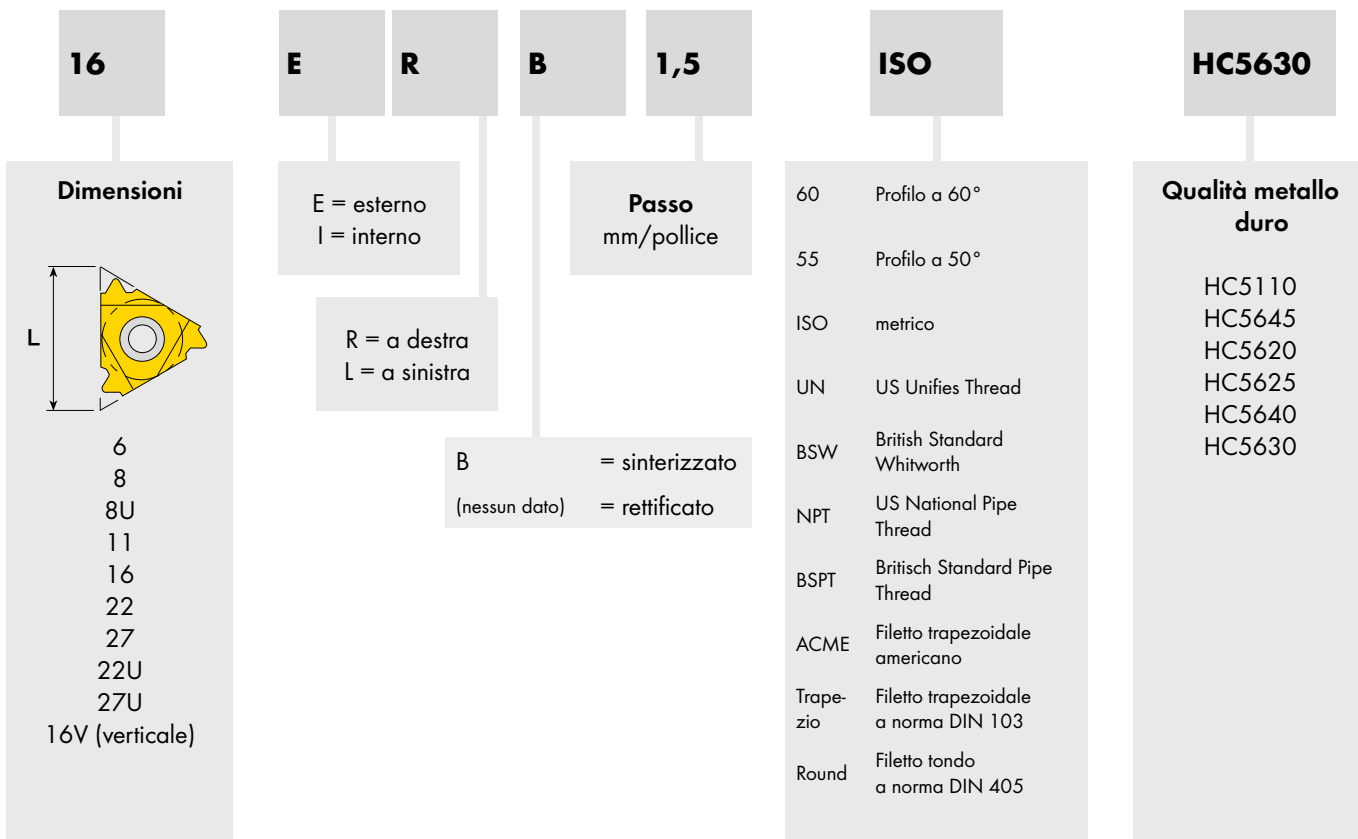 16
E
R
B
1,5
ISO
HC5630
Dimensioni
L
6
8
8U
11
16
22
27
22U
27U
16V (verticale)
E = esterno
I = interno
R = a destra
L = a sinistra
B = sinterizzato
(nessun dato) = rettificato
Passo
mm/pollice
60 Profilo a 60°
55 Profilo a 50°
ISO metrico
UN US Unifies Thread
BSW British Standard
Whitworth
NPT US National Pipe
Thread
BSPT Britisch Standard Pipe
Thread
ACME Filetto trapezoidale
americano
Trape- Filetto trapezoidale
zio a norma DIN 103
Round Filetto tondo
a norma DIN 405
Qualità metallo
duro
HC5110
HC5645
HC5620
HC5625
HC5640
HC5630